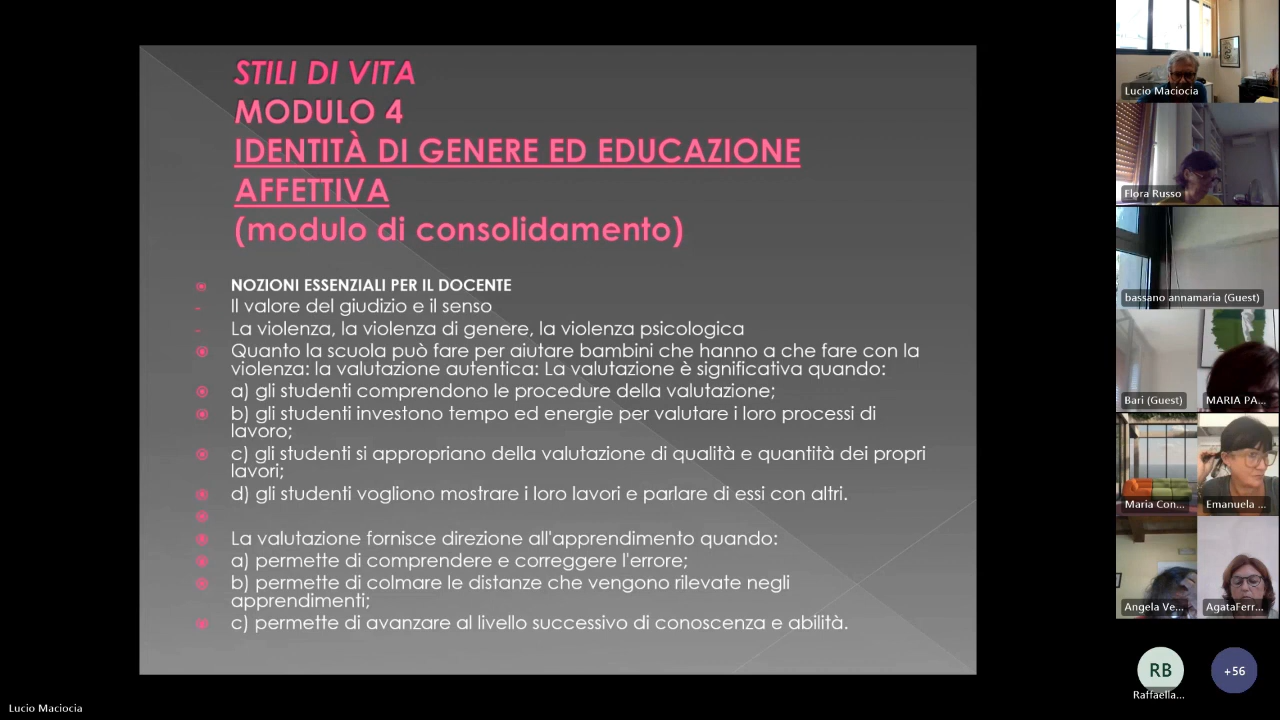 STILI DI VITA
MODULO 4
IDENTITÀ DI GENERE ED EDUCAZIONE
AFFETTIVA
(modulo di consolidamento)
NOZIONI ESSENZIALI PER IL DOCENTE
- Il valore del giudizio e il senso
- La violenza, la violenza di genere, la violenza psicologica
Quanto la scuola può fare per aiutare bambini che hanno a che fare con la
violenza: la valutazione autentica: La valutazione è significativa quando:
a) gli studenti comprendono le procedure della valutazione;
b) gli studenti investono tempo ed energie per valutare i loro processi di
lavoro;
c) gli studenti si appropriano della valutazione di qualità e quantità dei propri
lavori;
d) gli studenti vogliono mostrare i loro lavori e parlare di essi con altri.
La valutazione fornisce direzione all'apprendimento quando:
a) permette di comprendere e correggere l'errore;
b) permette di colmare le distanze che vengono rilevate negli
apprendimenti;
c) permette di avanzare al livello successivo di conoscenza e abilità.
Lucio Maciocia
Flora Russo
bassano annamaria (Guest)
Bari (Guest)
MARIA PA...
Maria Con...
Emanuela ...
Angela Ve...
AgataFerr...
RB
Raffaella...
+56
Lucio Maciocia